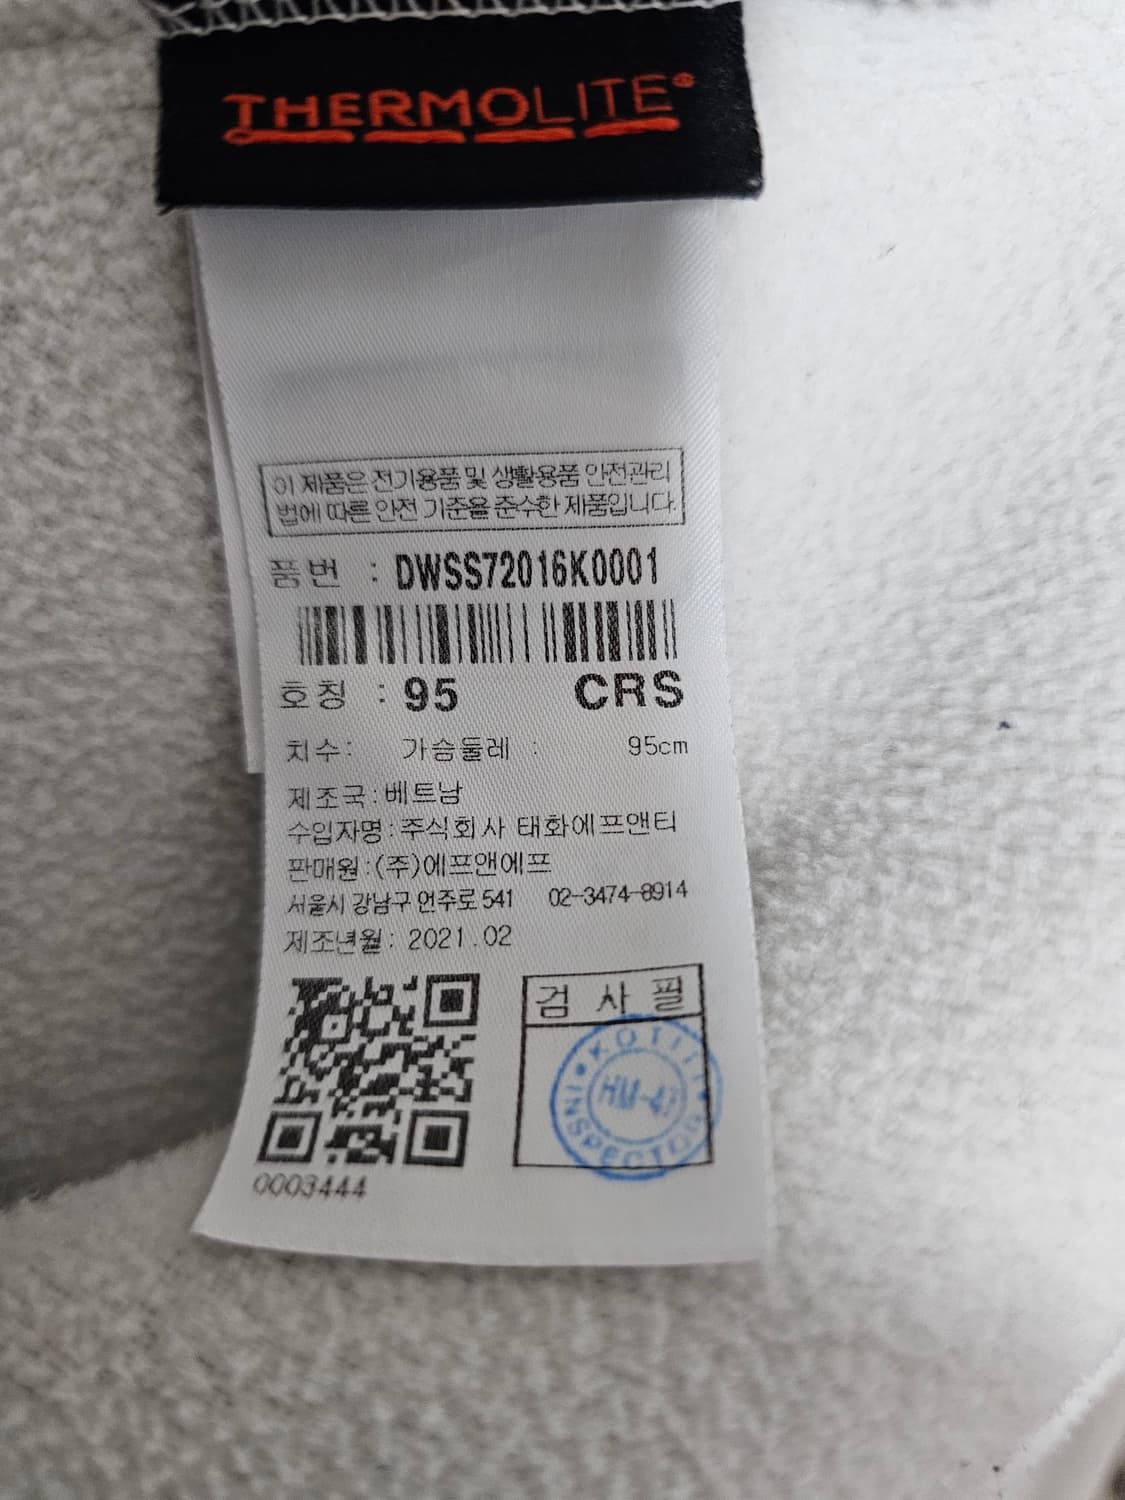 THERMOLITE®
이 제품은 전기용품 및 생활용품 안전관리
법에 따른 안전 기준을 준수한 제품입니다.
품번 : DWSS72016K0001
호칭 : 95 CRS
치수: 가슴둘레 : 95cm
제조국:베트남
수입자명:주식회사 태화에프앤티
판매원:(주)에프앤에프
서울시 강남구 언주로 541 02-3474-8914
제조년월: 2021.02
검 사 필
KOTITI
INSPECTOR
0003444